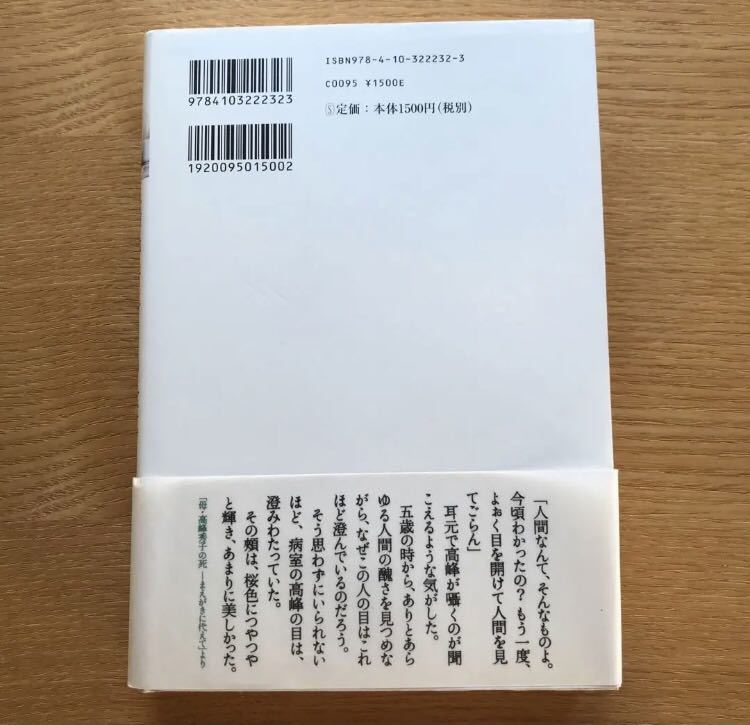 ISBN978-4-10-322232-3
C0095 ¥1500E
Ⓢ定価：本体1500円（税別）
9784103222323
1920095015002
「人間なんて、そんなものよ。
今頃わかったの？もう一度、
よおく目を開けて人間を見
てごらん」
耳元で高峰が囁くのが聞
こえるような気がした。
五歳の時から、ありとあら
ゆる人間の醜さを見つめな
がら、なぜこの人の目はこれ
ほど澄んでいるのだろう。
そう思わずにいられない
ほど、病室の高峰の目は、
澄みわたっていた。
その頰は、桜色につやつや
と輝き、あまりに美しかった。
「母・高峰秀子の死 ―まえがきに代えて」より